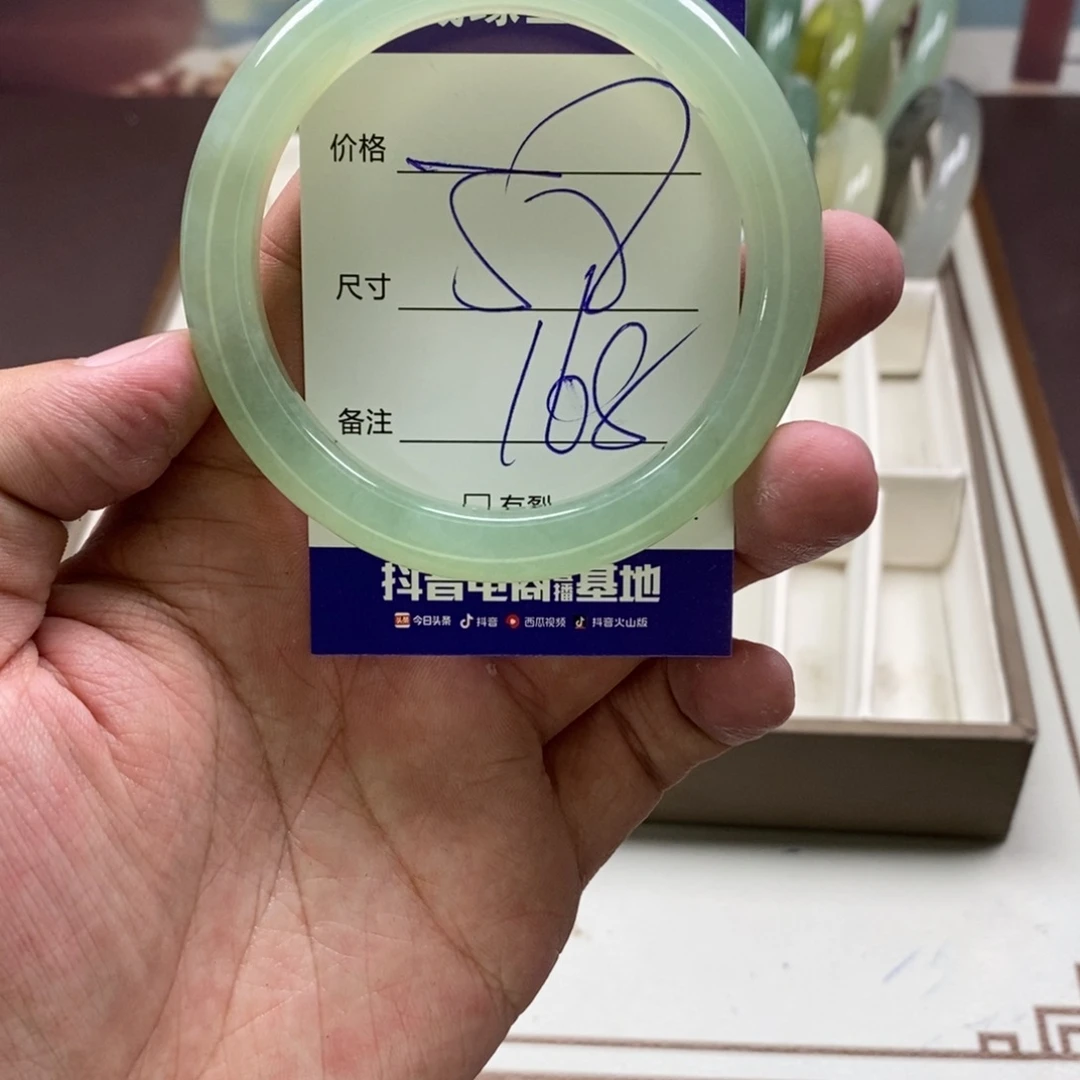 价格
尺寸
168
备注
□ 有裂
抖音电商直播基地
今日头条 抖音 西瓜视频 抖音火山版